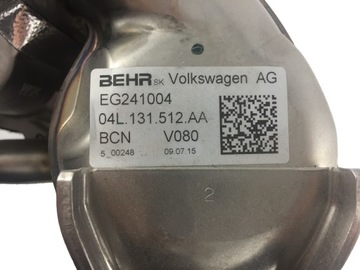 BEHR SK Volkswagen AG
EG241004
04L.131.512.AA
BCN V080
5_00248 09.07.15
2